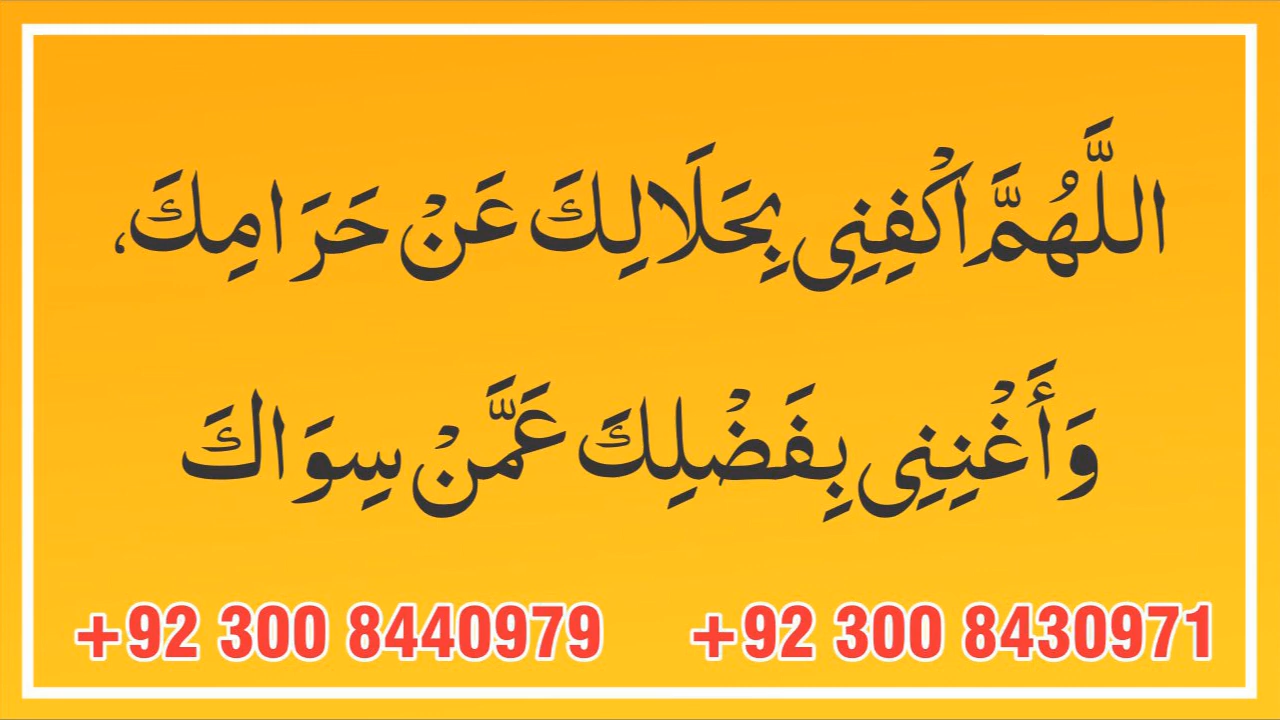 اللَّهُمَّ اكْفِنِي بِحَلَالِكَ عَنْ حَرَامِكَ،
وَأَغْنِنِي بِفَضْلِكَ عَمَّنْ سِوَاكَ
+92 300 8440979 +92 300 8430971